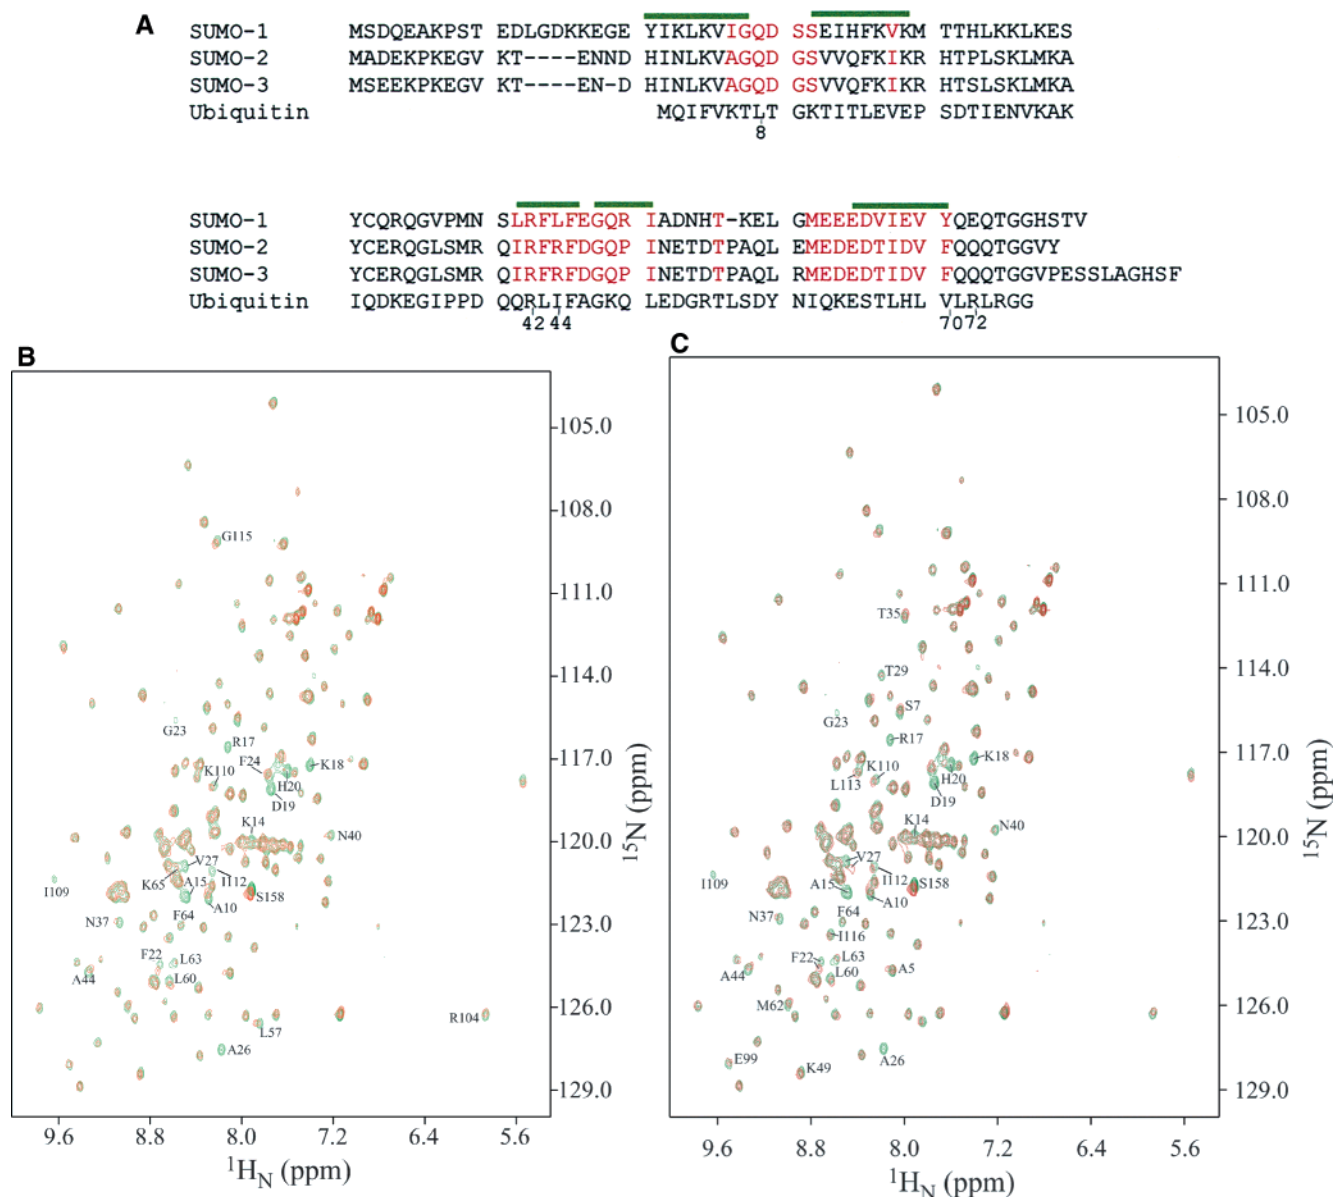 A
SUMO-1 MSDQEAKPST EDLGDKKEGE YIKLKVIGQD SSEIHFKVKM TTHLKKLKES
SUMO-2 MADEKPKEGV KT----ENND HINLKVAGQD GSVVQFKIKR HTPLSKLMKA
SUMO-3 MSEEKPKEGV KT----EN-D HINLKVAGQD GSVVQFKIKR HTSLSKLMKA
Ubiquitin MQIFVKTLT GKTITLEVEP SDTIENVKAK
8
SUMO-1 YCQRQGVPMN SLRFLFEGQR IADNHT-KEL GMEEEDVIEV YQEQTGGHSTV
SUMO-2 YCERQGLSMR QIRFRFDGQP INETDTPAQL EMEDEDTIDV FQQQTGGVY
SUMO-3 YCERQGLSMR QIRFRFDGQP INETDTPAQL RMEDEDTIDV FQQQTGGVPESSLAGHSF
Ubiquitin IQDKEGIPPD QQRLIFAGKQ LEDGRTLSDY NIQKESTLHL VLRLRGG
42 44 7072
B
105.0
108.0
G115
111.0
114.0
G23
R17
117.0
F24
K110
K18
H20
D19
K14
N40
120.0
V27
K65
I112
I109
A15
S158
F64
A10
N37
123.0
F22
L63
A44
L60
126.0
R104
L57
A26
129.0
9.6 8.8 8.0 7.2 6.4 5.6
¹H_N (ppm)
¹⁵N (ppm)
C
105.0
108.0
111.0
T35
114.0
T29
S7
G23
R17
117.0
K110
K18
L113
H20
D19
K14
N40
120.0
V27
I112
I109
A15
S158
A10
F64
N37
123.0
I116
F22
L63
A44
L60
A5
M62
126.0
E99
K49
A26
129.0
9.6 8.8 8.0 7.2 6.4 5.6
¹H_N (ppm)
¹⁵N (ppm)